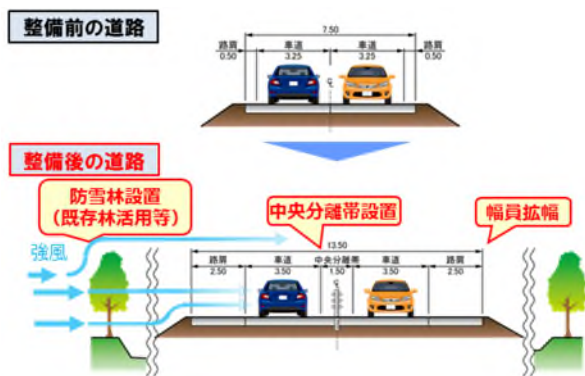 整備前の道路
7.50
路肩 車道 車道 路肩
0.50 3.25 3.25 0.50
整備後の道路
防雪林設置
（既存林活用等）
中央分離帯設置
幅員拡幅
強風
13.50
路肩 車道 中央分離帯 車道 路肩
2.50 3.50 1.50 3.50 2.50